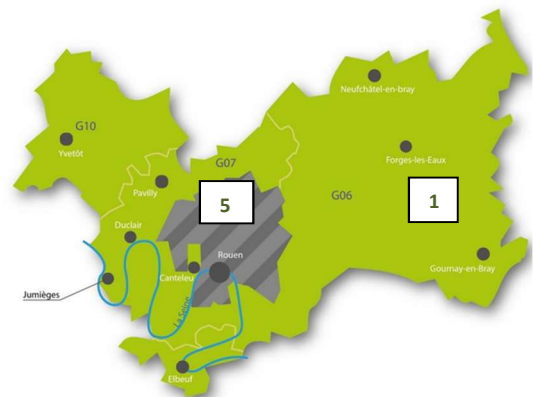 Neufchâtel-en-bray
G10
Yvetôt
Forges-les-Eaux
G07
Pavilly
5
G06
1
Duclair
Rouen
Gournay-en-Bray
Canteleu
Jumièges
La Seine
Elbeuf